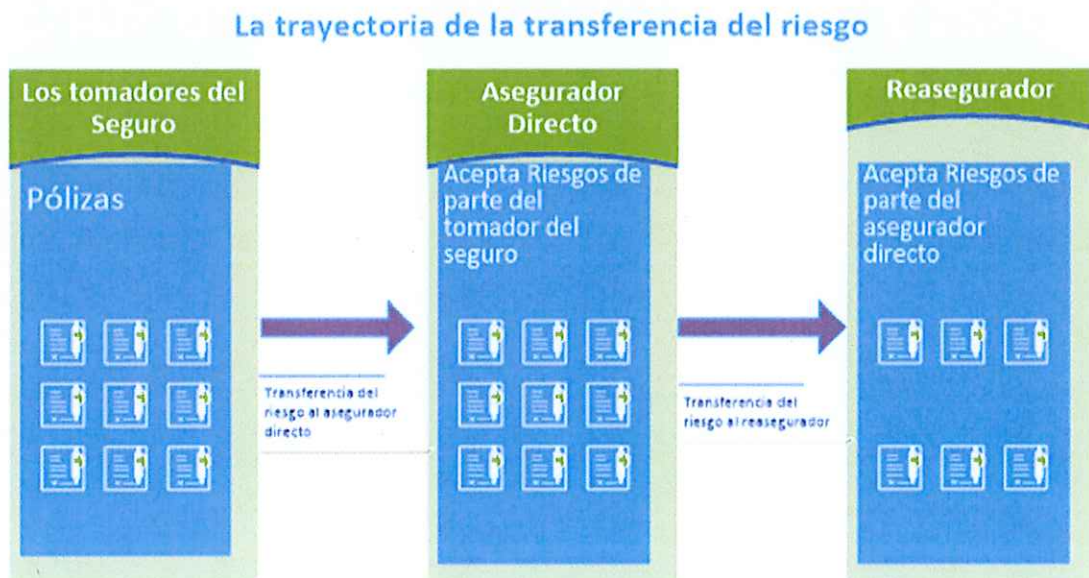 La trayectoria de la transferencia del riesgo
Los tomadores del
Seguro
Pólizas
Transferencia del
riesgo al asegurador
directo
Asegurador
Directo
Acepta Riesgos de
parte del
tomador del
seguro
Transferencia del
riesgo al reasegurador
Reasegurador
Acepta Riesgos de
parte del
asegurador
directo